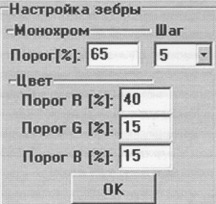 Настройка зебры
Монохром Шаг
Порог[%]: 65 5
Цвет
Порог R [%]: 40
Порог G [%]: 15
Порог B [%]: 15
OK